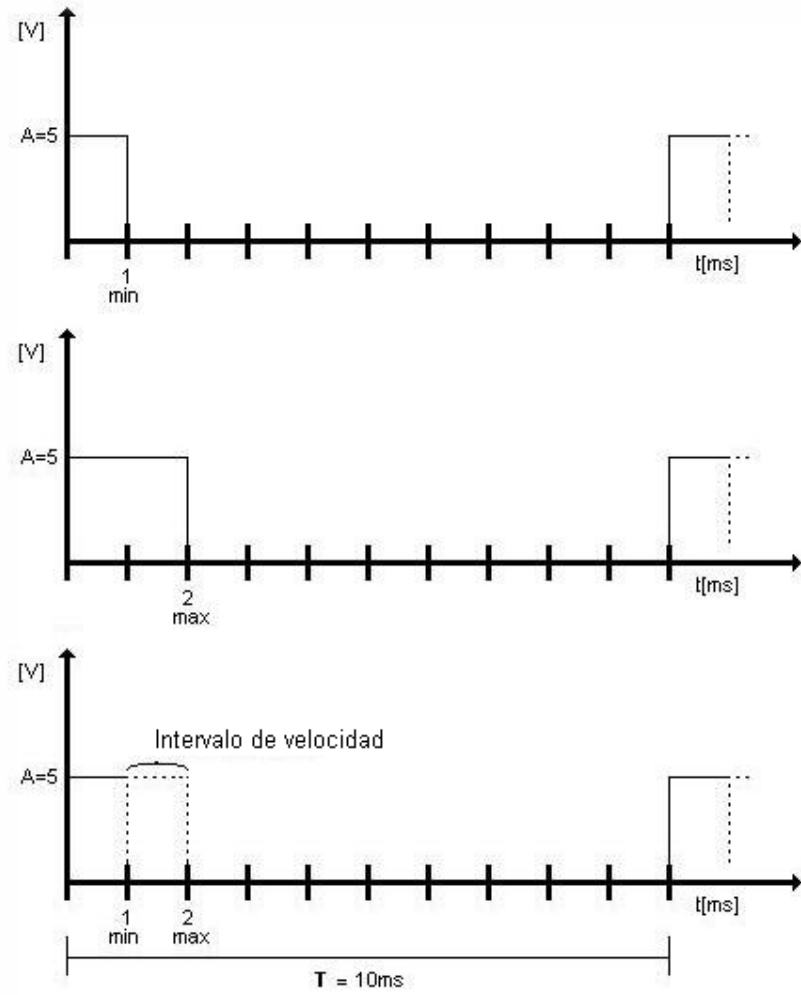 [V]
A=5
1
min
t[ms]
[V]
A=5
2
max
t[ms]
[V]
Intervalo de velocidad
A=5
1 2
min max
t[ms]
T = 10ms